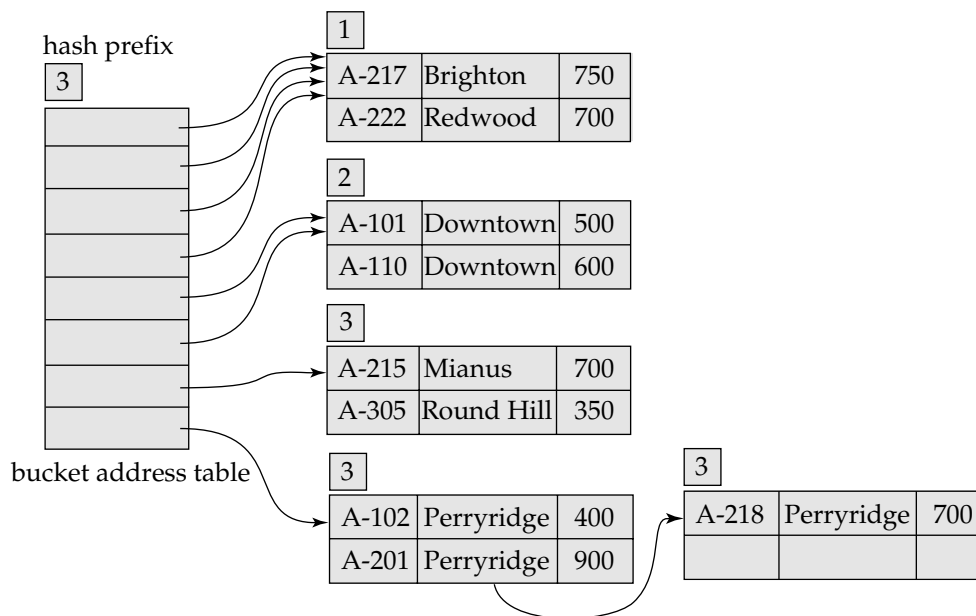 hash prefix
3
1
A-217 Brighton 750
A-222 Redwood 700
2
A-101 Downtown 500
A-110 Downtown 600
3
A-215 Mianus 700
A-305 Round Hill 350
bucket address table
3
A-102 Perryridge 400
A-201 Perryridge 900
3
A-218 Perryridge 700